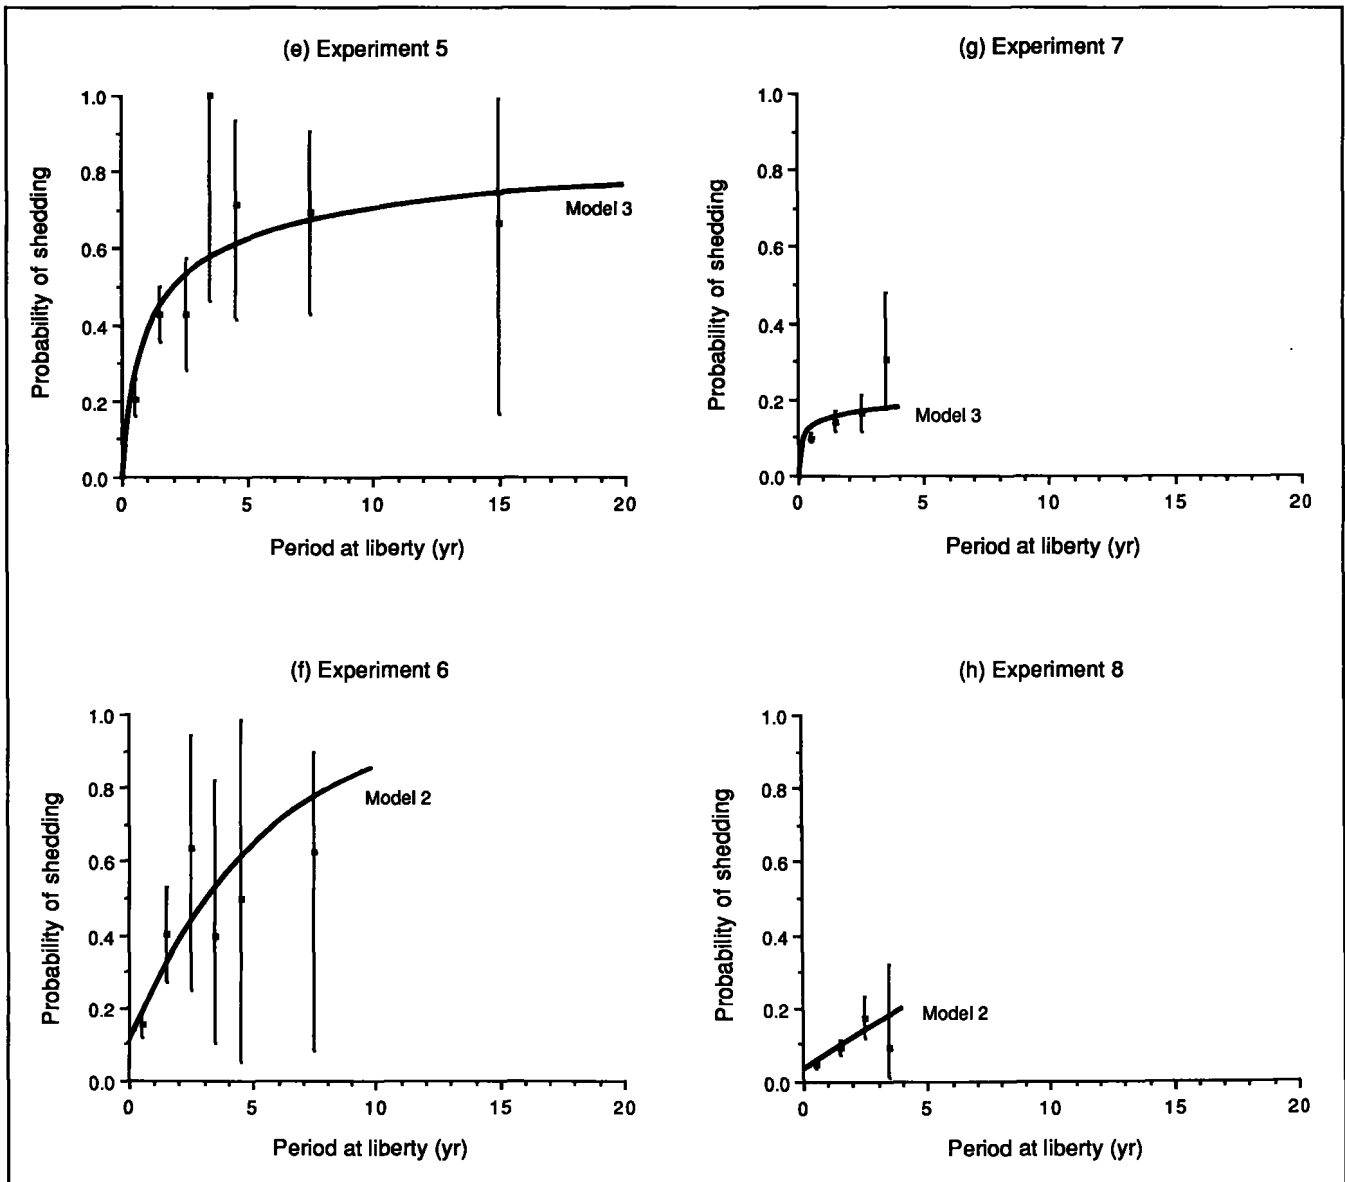 (e) Experiment 5
Probability of shedding
1.0
0.8
0.6
0.4
0.2
0.0
Model 3
0 5 10 15 20
Period at liberty (yr)
(g) Experiment 7
Probability of shedding
1.0
0.8
0.6
0.4
0.2
0.0
Model 3
0 5 10 15 20
Period at liberty (yr)
(f) Experiment 6
Probability of shedding
1.0
0.8
0.6
0.4
0.2
0.0
Model 2
0 5 10 15 20
Period at liberty (yr)
(h) Experiment 8
Probability of shedding
1.0
0.8
0.6
0.4
0.2
0.0
Model 2
0 5 10 15 20
Period at liberty (yr)